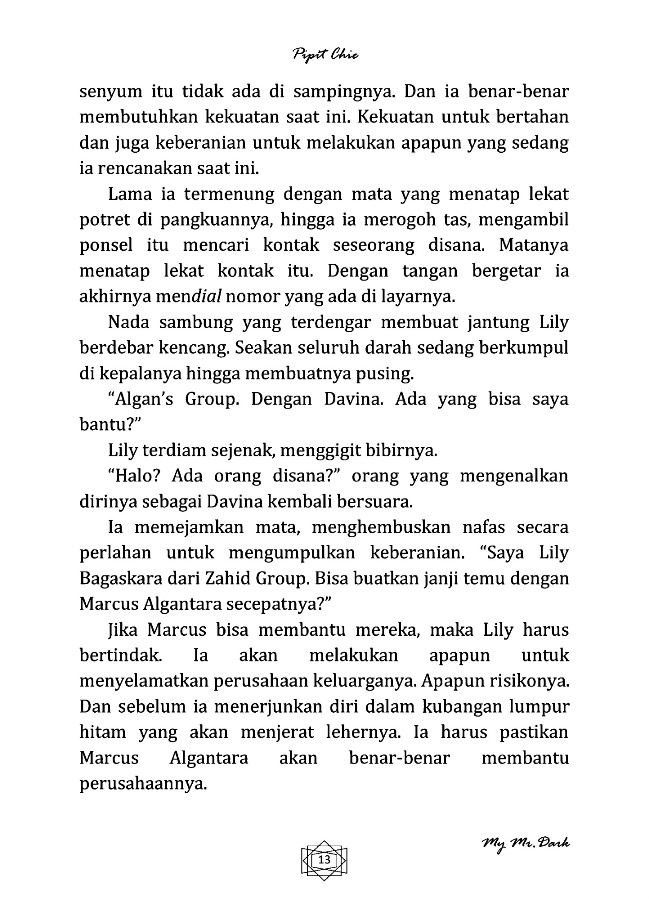 Pipit Chie
senyum itu tidak ada di sampingnya. Dan ia benar-benar
membutuhkan kekuatan saat ini. Kekuatan untuk bertahan
dan juga keberanian untuk melakukan apapun yang sedang
ia rencanakan saat ini.
Lama ia termenung dengan mata yang menatap lekat
potret di pangkuannya, hingga ia merogoh tas, mengambil
ponsel itu mencari kontak seseorang disana. Matanya
menatap lekat kontak itu. Dengan tangan bergetar ia
akhirnya mendial nomor yang ada di layarnya.
Nada sambung yang terdengar membuat jantung Lily
berdebar kencang. Seakan seluruh darah sedang berkumpul
di kepalanya hingga membuatnya pusing.
“Algan’s Group. Dengan Davina. Ada yang bisa saya
bantu?”
Lily terdiam sejenak, menggigit bibirnya.
“Halo? Ada orang disana?” orang yang mengenalkan
dirinya sebagai Davina kembali bersuara.
Ia memejamkan mata, menghembuskan nafas secara
perlahan untuk mengumpulkan keberanian. “Saya Lily
Bagaskara dari Zahid Group. Bisa buatkan janji temu dengan
Marcus Algantara secepatnya?”
Jika Marcus bisa membantu mereka, maka Lily harus
bertindak. Ia akan melakukan apapun untuk
menyelamatkan perusahaan keluarganya. Apapun risikonya.
Dan sebelum ia menerjunkan diri dalam kubangan lumpur
hitam yang akan menjerat lehernya. Ia harus pastikan
Marcus Algantara akan benar-benar membantu
perusahaannya.
My Mr. Dark
13